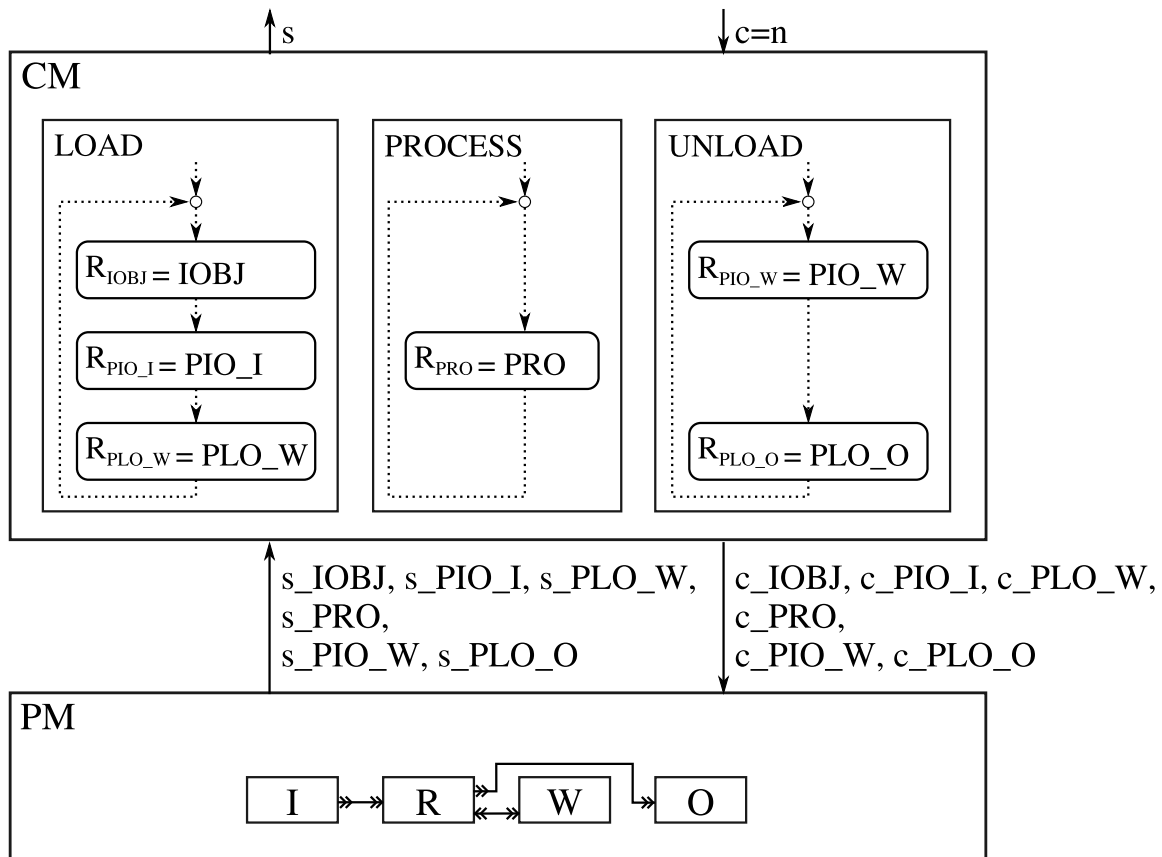 s
c=n
CM
LOAD
R_IOBJ = IOBJ
R_PIO_I = PIO_I
R_PLO_W = PLO_W
PROCESS
R_PRO = PRO
UNLOAD
R_PIO_W = PIO_W
R_PLO_O = PLO_O
s_IOBJ, s_PIO_I, s_PLO_W,
s_PRO,
s_PIO_W, s_PLO_O
c_IOBJ, c_PIO_I, c_PLO_W,
c_PRO,
c_PIO_W, c_PLO_O
PM
I
R
W
O